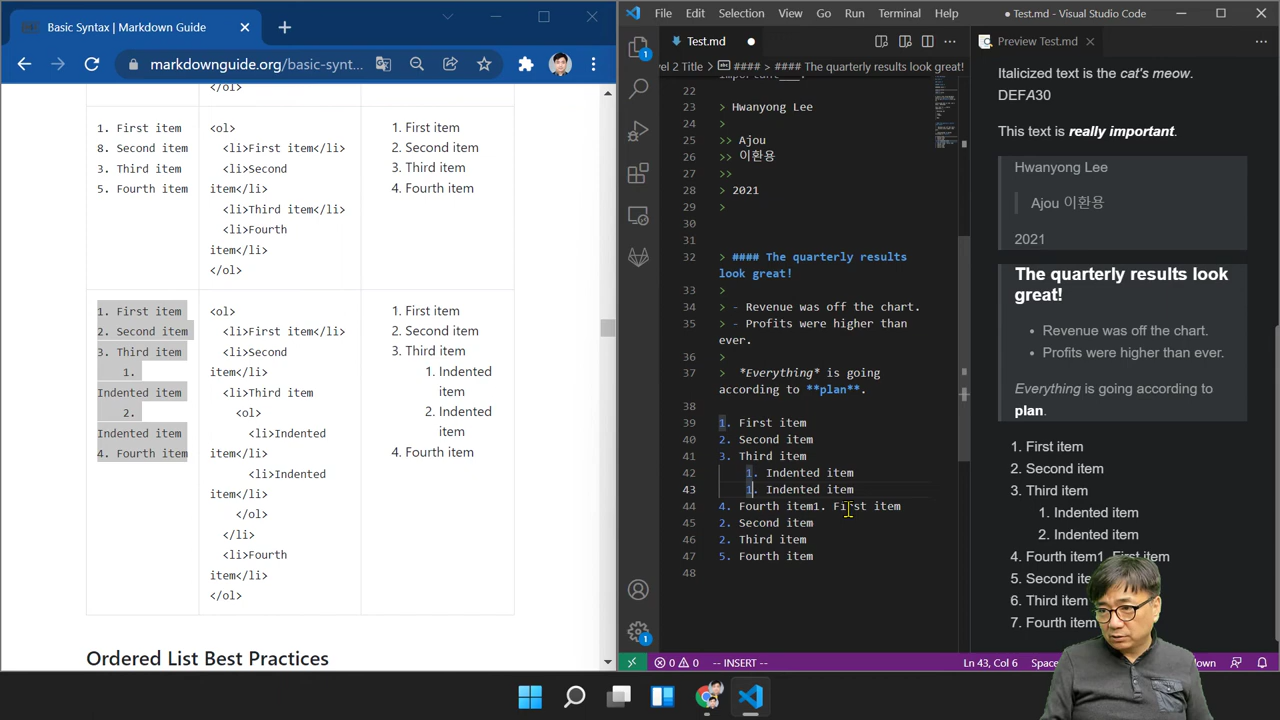 Basic Syntax | Markdown Guide
markdownguide.org/basic-synt...
</ol>
1. First item
8. Second item
3. Third item
5. Fourth item
<ol>
<li>First item</li>
<li>Second
item</li>
<li>Third item</li>
<li>Fourth
item</li>
</ol>
1. First item
2. Second item
3. Third item
4. Fourth item
1. First item
2. Second item
3. Third item
1.
Indented item
2.
Indented item
4. Fourth item
<ol>
<li>First item</li>
<li>Second
item</li>
<li>Third item
<ol>
<li>Indented
item</li>
<li>Indented
item</li>
</ol>
</li>
<li>Fourth
item</li>
</ol>
1. First item
2. Second item
3. Third item
1. Indented
item
2. Indented
item
4. Fourth item
Ordered List Best Practices
File Edit Selection View Go Run Terminal Help
● Test.md - Visual Studio Code
Test.md
Preview Test.md
vel 2 Title > #### > #### The quarterly results look great!
important___.
22
23 > Hwanyong Lee
24 >
25 >> Ajou
26 >> 이환용
27 >>
28 > 2021
29 >
30
31
32 > #### The quarterly results
look great!
33 >
34 > - Revenue was off the chart.
35 > - Profits were higher than
ever.
36 >
37 > *Everything* is going
according to **plan**.
38
39 1. First item
40 2. Second item
41 3. Third item
42 1. Indented item
43 1. Indented item
44 4. Fourth item1. First item
45 2. Second item
46 2. Third item
47 5. Fourth item
48
Italicized text is the cat's meow.
DEFA30
This text is really important.
Hwanyong Lee
Ajou 이환용
2021
The quarterly results look
great!
• Revenue was off the chart.
• Profits were higher than ever.
Everything is going according to
plan.
1. First item
2. Second item
3. Third item
1. Indented item
2. Indented item
4. Fourth item1. First item
5. Second ite
6. Third item
7. Fourth item
1
1
0 0 -- INSERT --
Ln 43, Col 6